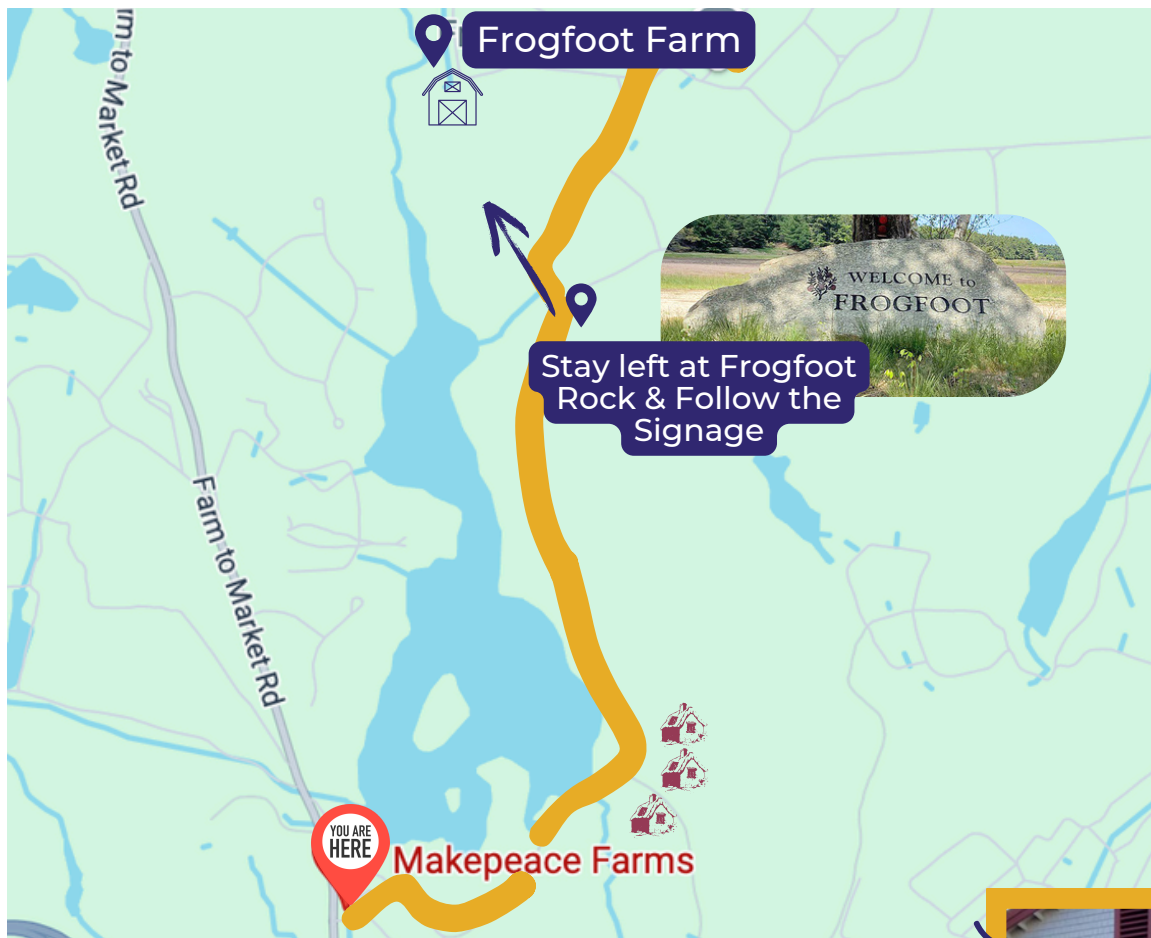 Frogfoot Farm
Farm to Market Rd
WELCOME to
FROGFOOT
Stay left at Frogfoot
Rock & Follow the
Signage
Farm to Market Rd
YOU ARE
HERE
Makepeace Farms